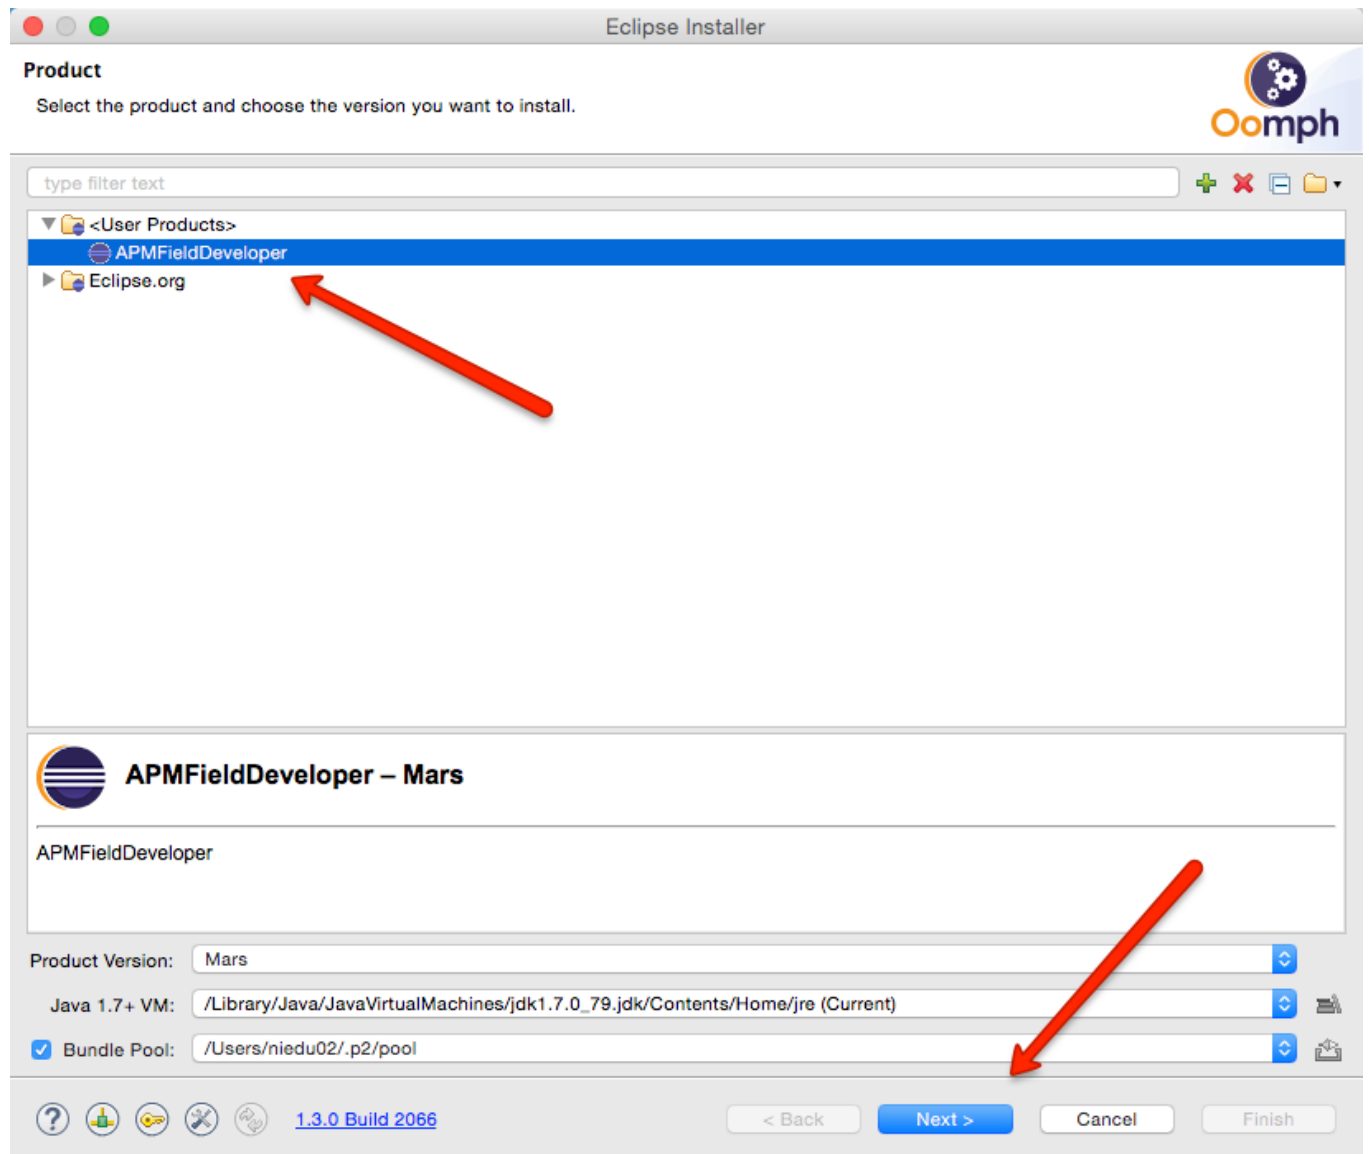 Eclipse Installer
Product
Select the product and choose the version you want to install.
Oomph
type filter text
<User Products>
APMFieldDeveloper
Eclipse.org
APMFieldDeveloper – Mars
APMFieldDeveloper
Product Version: Mars
Java 1.7+ VM: /Library/Java/JavaVirtualMachines/jdk1.7.0_79.jdk/Contents/Home/jre (Current)
Bundle Pool: /Users/niedu02/.p2/pool
? 1.3.0 Build 2066 < Back Next > Cancel Finish